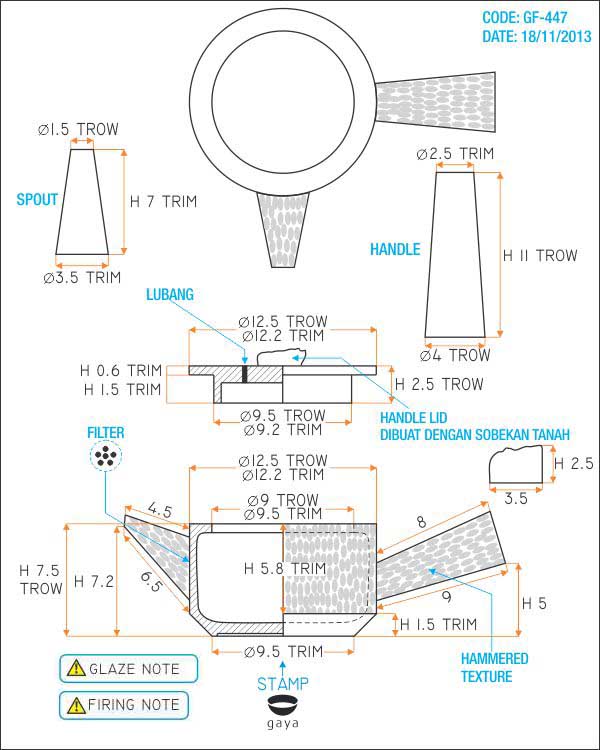 CODE: GF-447
DATE: 18/11/2013
Ø1.5 TROW
SPOUT
H 7 TRIM
Ø3.5 TRIM
Ø2.5 TRIM
HANDLE
H 11 TROW
Ø4 TROW
LUBANG
Ø12.5 TROW
Ø12.2 TRIM
H 0.6 TRIM
H 1.5 TRIM
H 2.5 TROW
Ø9.5 TROW
Ø9.2 TRIM
HANDLE LID
DIBUAT DENGAN SOBEKAN TANAH
FILTER
H 2.5
3.5
Ø12.5 TROW
Ø12.2 TRIM
Ø9 TROW
Ø9.5 TRIM
4.5
8
H 7.5
TROW
H 7.2
6.5
H 5.8 TRIM
9
H 5
H 1.5 TRIM
Ø9.5 TRIM
HAMMERED
TEXTURE
GLAZE NOTE
FIRING NOTE
STAMP
gaya